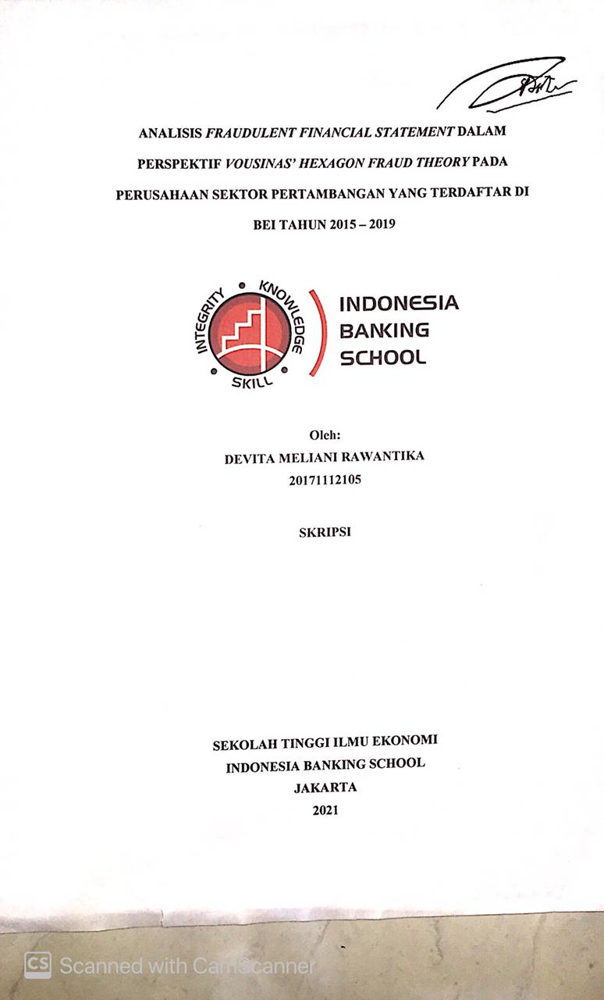 ANALISIS FRAUDULENT FINANCIAL STATEMENT DALAM
PERSPEKTIF VOUSINAS' HEXAGON FRAUD THEORY PADA
PERUSAHAAN SEKTOR PERTAMBANGAN YANG TERDAFTAR DI
BEI TAHUN 2015 – 2019
INTEGRITY • KNOWLEDGE • SKILL •
INDONESIA
BANKING
SCHOOL
Oleh:
DEVITA MELIANI RAWANTIKA
20171112105
SKRIPSI
SEKOLAH TINGGI ILMU EKONOMI
INDONESIA BANKING SCHOOL
JAKARTA
2021
CS Scanned with CamScanner